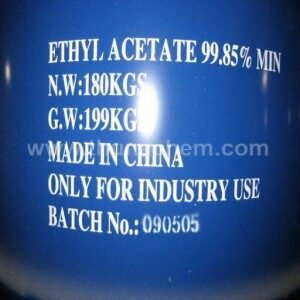 ETHYL ACETATE 99.85% MIN
N.W:180KGS
G.W:199KG
MADE IN CHINA
ONLY FOR INDUSTRY USE
BATCH No.: 090505